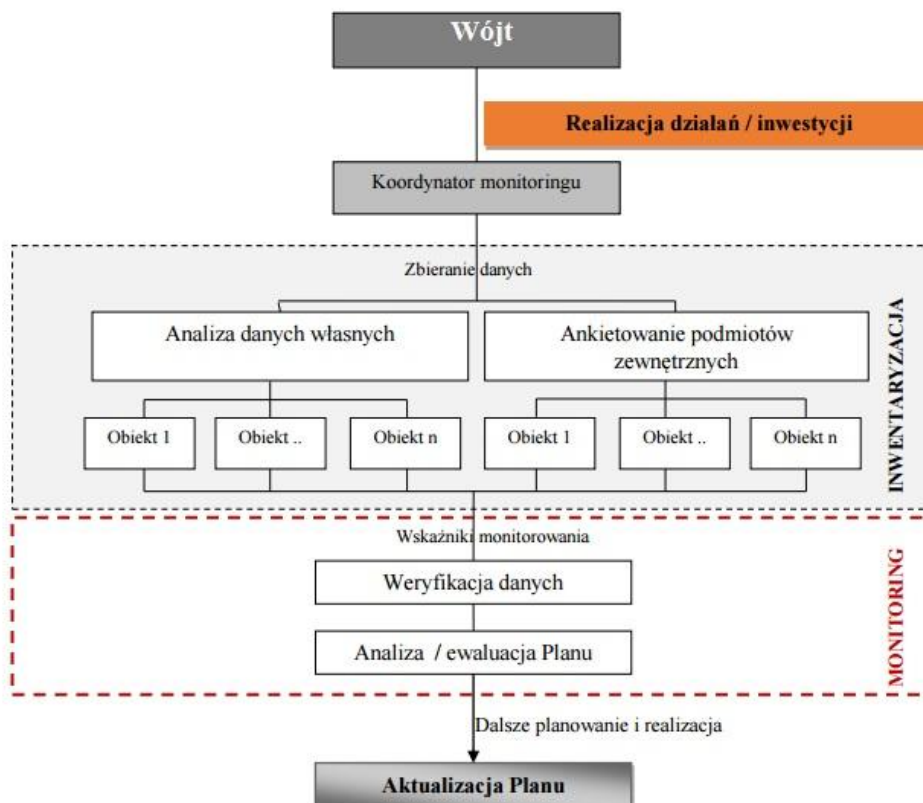 Wójt
Realizacja działań / inwestycji
Koordynator monitoringu
Zbieranie danych
Analiza danych własnych
Ankietowanie podmiotów
zewnętrznych
Obiekt 1
Obiekt ..
Obiekt n
Obiekt 1
Obiekt ..
Obiekt n
INWENTARYZACJA
Wskaźniki monitorowania
Weryfikacja danych
Analiza / ewaluacja Planu
MONITORING
Dalsze planowanie i realizacja
Aktualizacja Planu